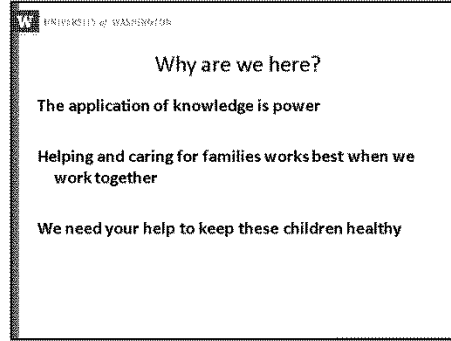 W UNIVERSITY of WASHINGTON
Why are we here?
The application of knowledge is power
Helping and caring for families works best when we
work together
We need your help to keep these children healthy